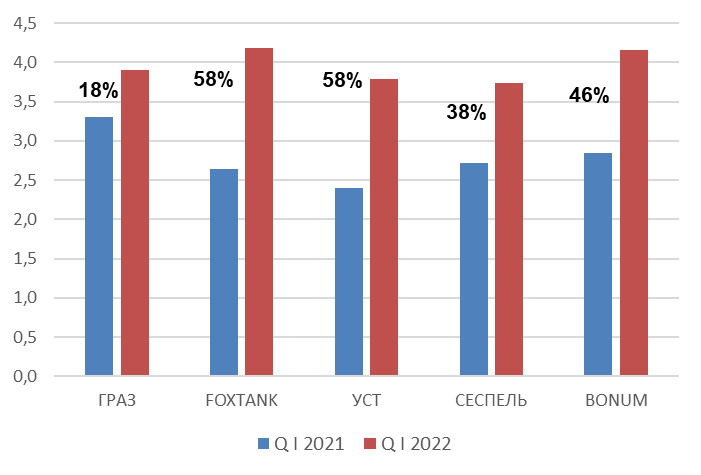 4,5
4,0
3,5
3,0
2,5
2,0
1,5
1,0
0,5
0,0
18%
58%
58%
38%
46%
ГРАЗ
FOXTANK
УСТ
СЕСПЕЛЬ
BONUM
Q I 2021
Q I 2022